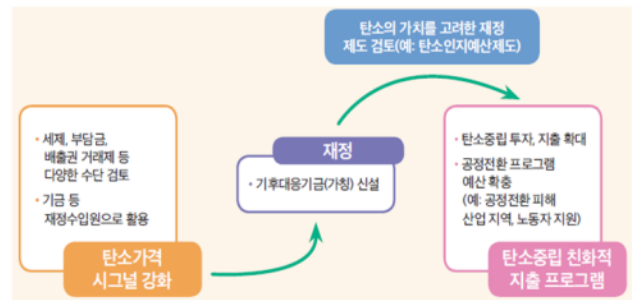 탄소의 가치를 고려한 재정
제도 검토(예: 탄소인지예산제도)
• 세제, 부담금,
배출권 거래제 등
다양한 수단 검토
• 기금 등
재정수입원으로 활용
탄소가격
시그널 강화
재정
• 기후대응기금(가칭) 신설
• 탄소중립 투자, 지출 확대
• 공정전환 프로그램
예산 확충
(예: 공정전환 피해
산업 지역, 노동자 지원)
탄소중립 친화적
지출 프로그램